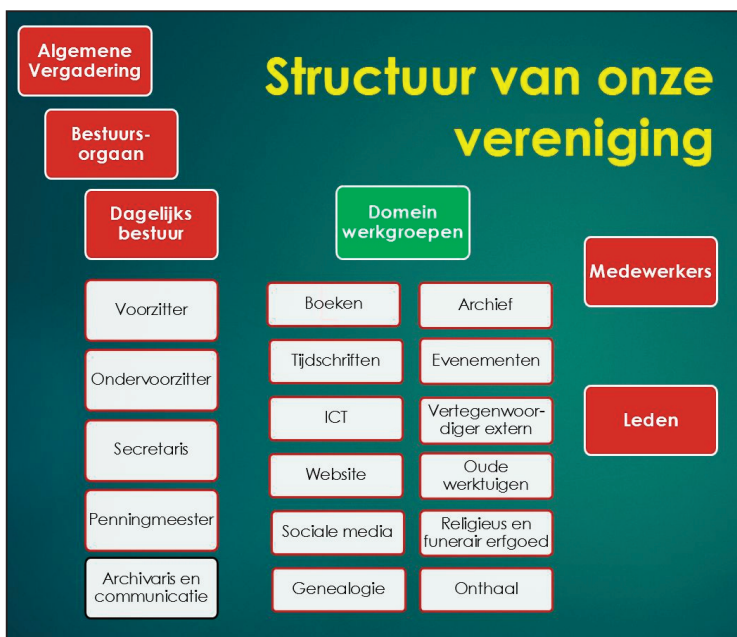 Algemene
Vergadering
Structuur van onze
vereniging
Bestuurs-
orgaan
Dagelijks
bestuur
Voorzitter
Ondervoorzitter
Secretaris
Penningmeester
Archivaris en
communicatie
Domein
werkgroepen
Boeken
Archief
Tijdschriften
Evenementen
ICT
Vertegenwoor-
diger extern
Website
Oude
werktuigen
Sociale media
Religieus en
funerair erfgoed
Genealogie
Onthaal
Medewerkers
Leden